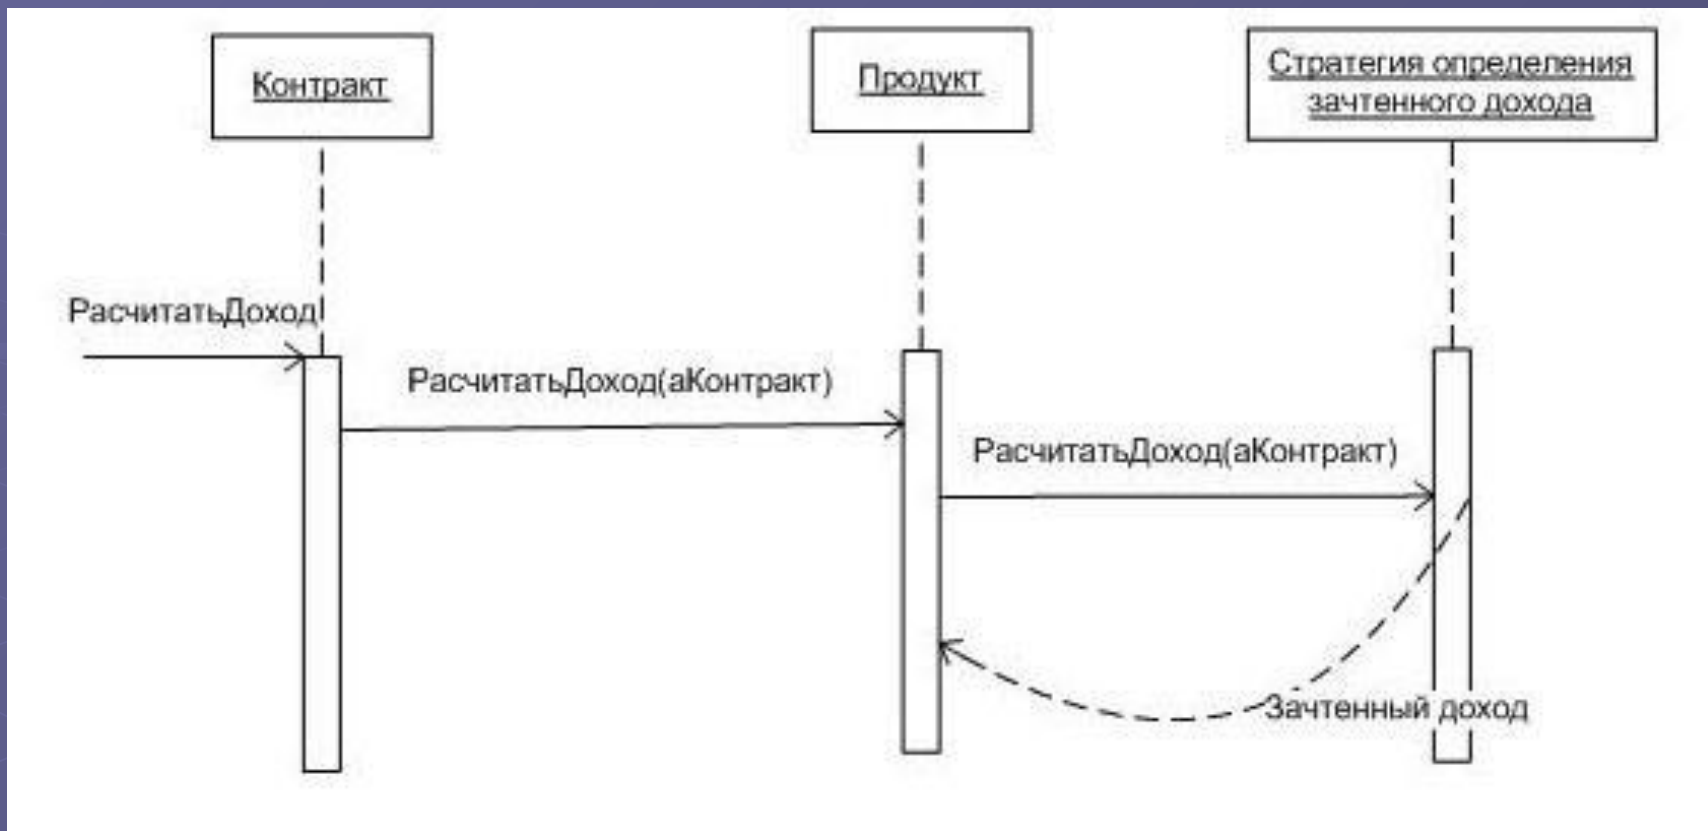 Контракт
Продукт
Стратегия определения
зачтенного дохода
РасчитатьДоход
РасчитатьДоход(аКонтракт)
РасчитатьДоход(аКонтракт)
Зачтенный доход